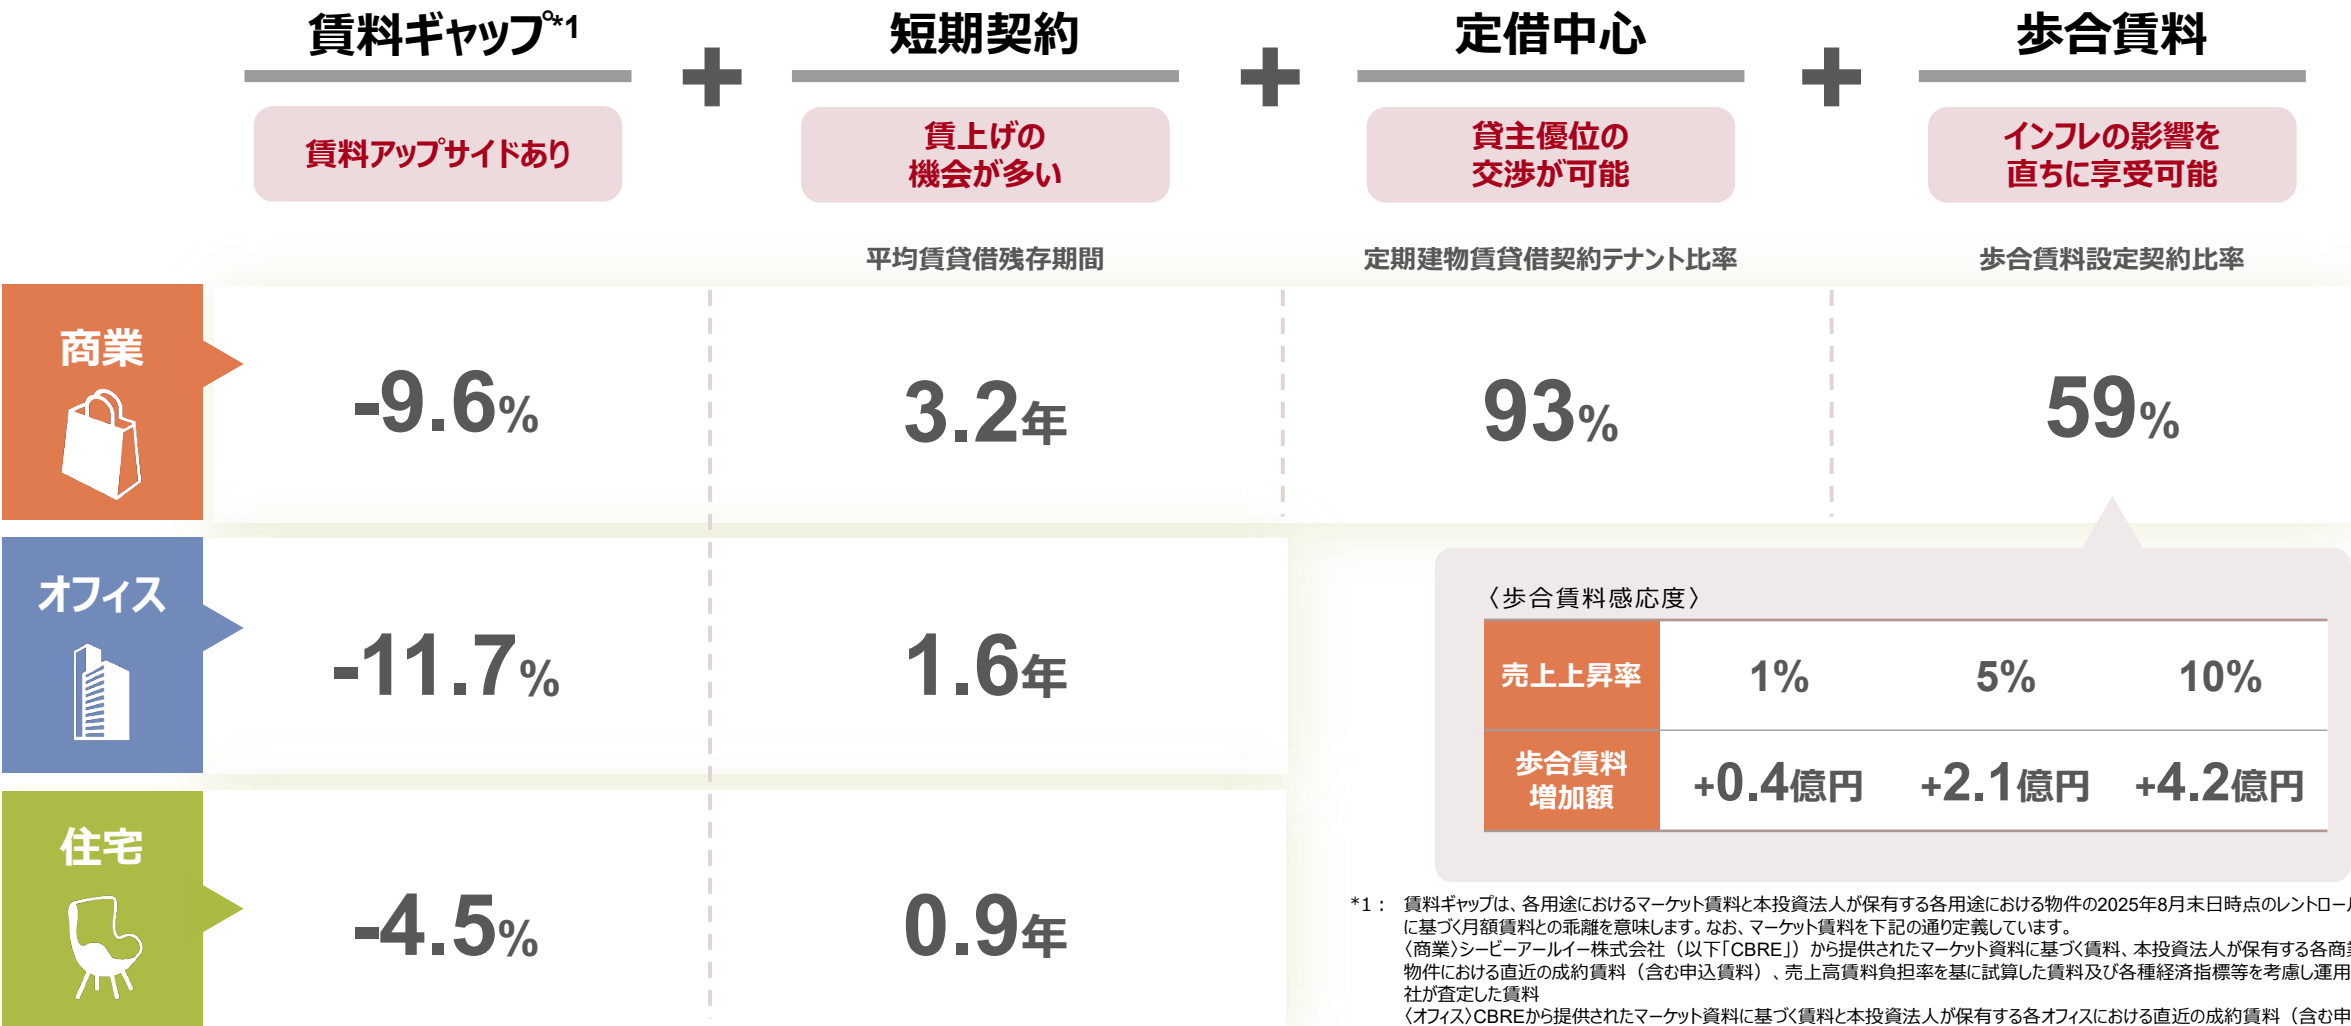 賃料ギャップ*1
+
短期契約
+
定借中心
+
歩合賃料
賃料アップサイドあり
賃上げの
機会が多い
貸主優位の
交渉が可能
インフレの影響を
直ちに享受可能
平均賃貸借残存期間
定期建物賃貸借契約テナント比率
歩合賃料設定契約比率
商業
-9.6%
3.2年
93%
59%
オフィス
-11.7%
1.6年
住宅
-4.5%
0.9年
〈歩合賃料感応度〉
売上上昇率 1% 5% 10%
歩合賃料
増加額
+0.4億円 +2.1億円 +4.2億円
*1： 賃料ギャップは、各用途におけるマーケット賃料と本投資法人が保有する各用途における物件の2025年8月末日時点のレントロール
に基づく月額賃料との乖離を意味します。なお、マーケット賃料を下記の通り定義しています。
〈商業〉シービーアールイー株式会社（以下「CBRE」）から提供されたマーケット資料に基づく賃料、本投資法人が保有する各商業
物件における直近の成約賃料（含む申込賃料）、売上高賃料負担率を基に試算した賃料及び各種経済指標等を考慮し運用
社が査定した賃料
〈オフィス〉CBREから提供されたマーケット資料に基づく賃料と本投資法人が保有する各オフィスにおける直近の成約賃料（含む申